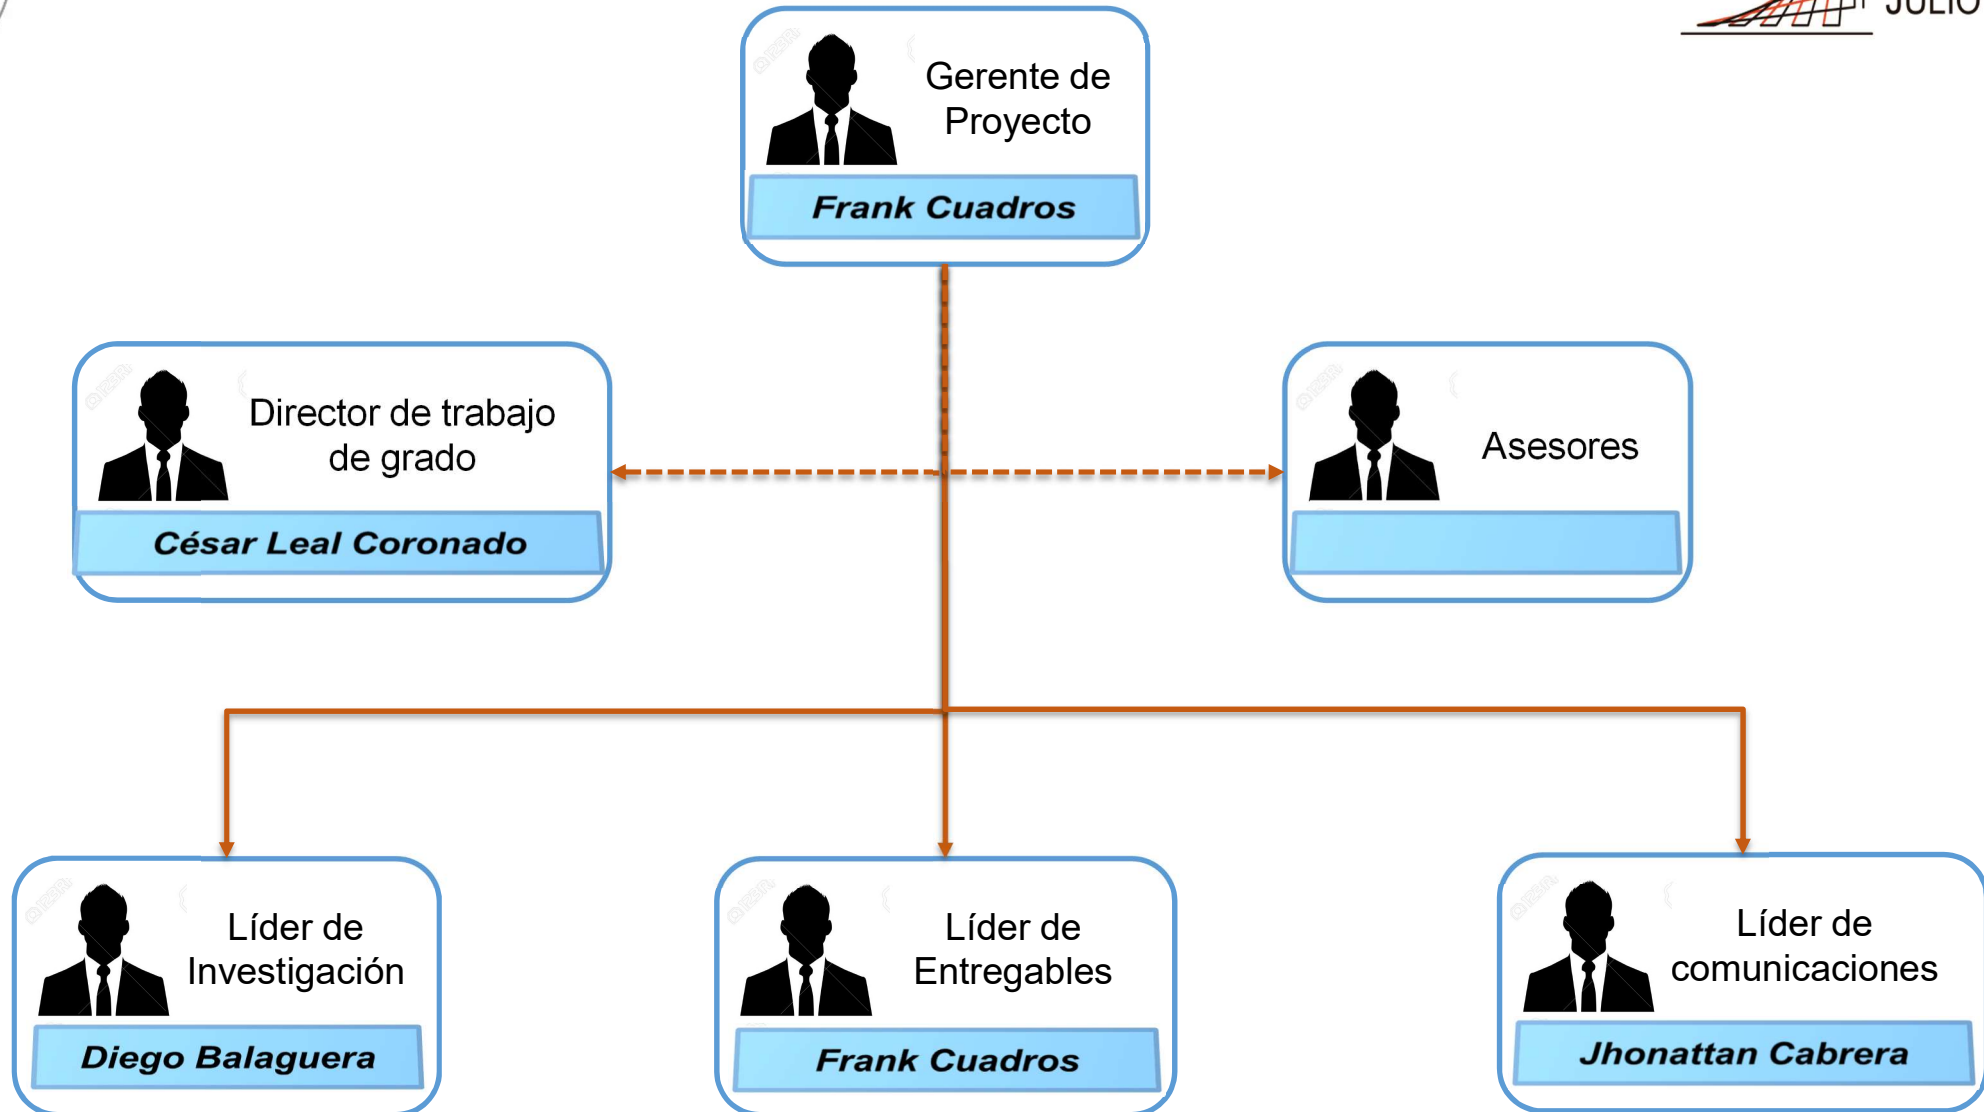 JULIO
Gerente de
Proyecto
Frank Cuadros
Director de trabajo
de grado
César Leal Coronado
Asesores
Líder de
Investigación
Diego Balaguera
Líder de
Entregables
Frank Cuadros
Líder de
comunicaciones
Jhonattan Cabrera